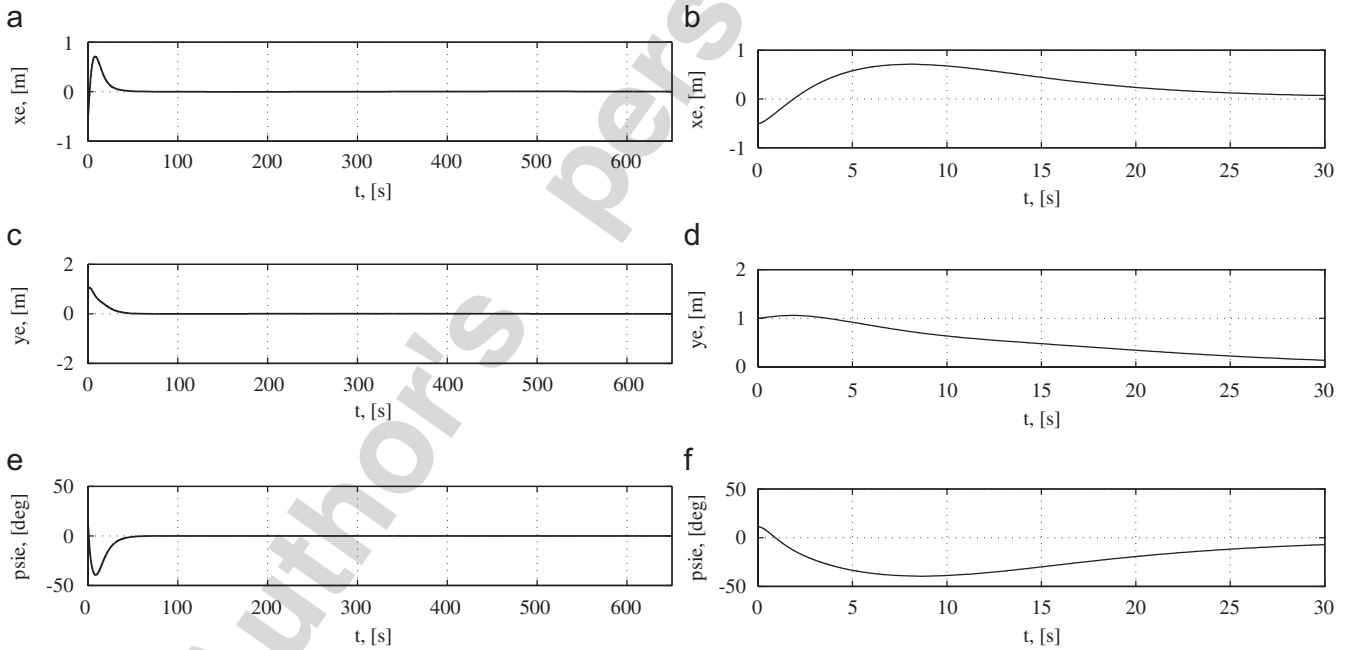 a
1
0
-1
xe, [m]
0 100 200 300 400 500 600
t, [s]
b
1
0
-1
xe, [m]
0 5 10 15 20 25 30
t, [s]
c
2
0
-2
ye, [m]
0 100 200 300 400 500 600
t, [s]
d
2
1
0
ye, [m]
0 5 10 15 20 25 30
t, [s]
e
50
0
-50
psie, [deg]
0 100 200 300 400 500 600
t, [s]
f
50
0
-50
psie, [deg]
0 5 10 15 20 25 30
t, [s]
Author's pers